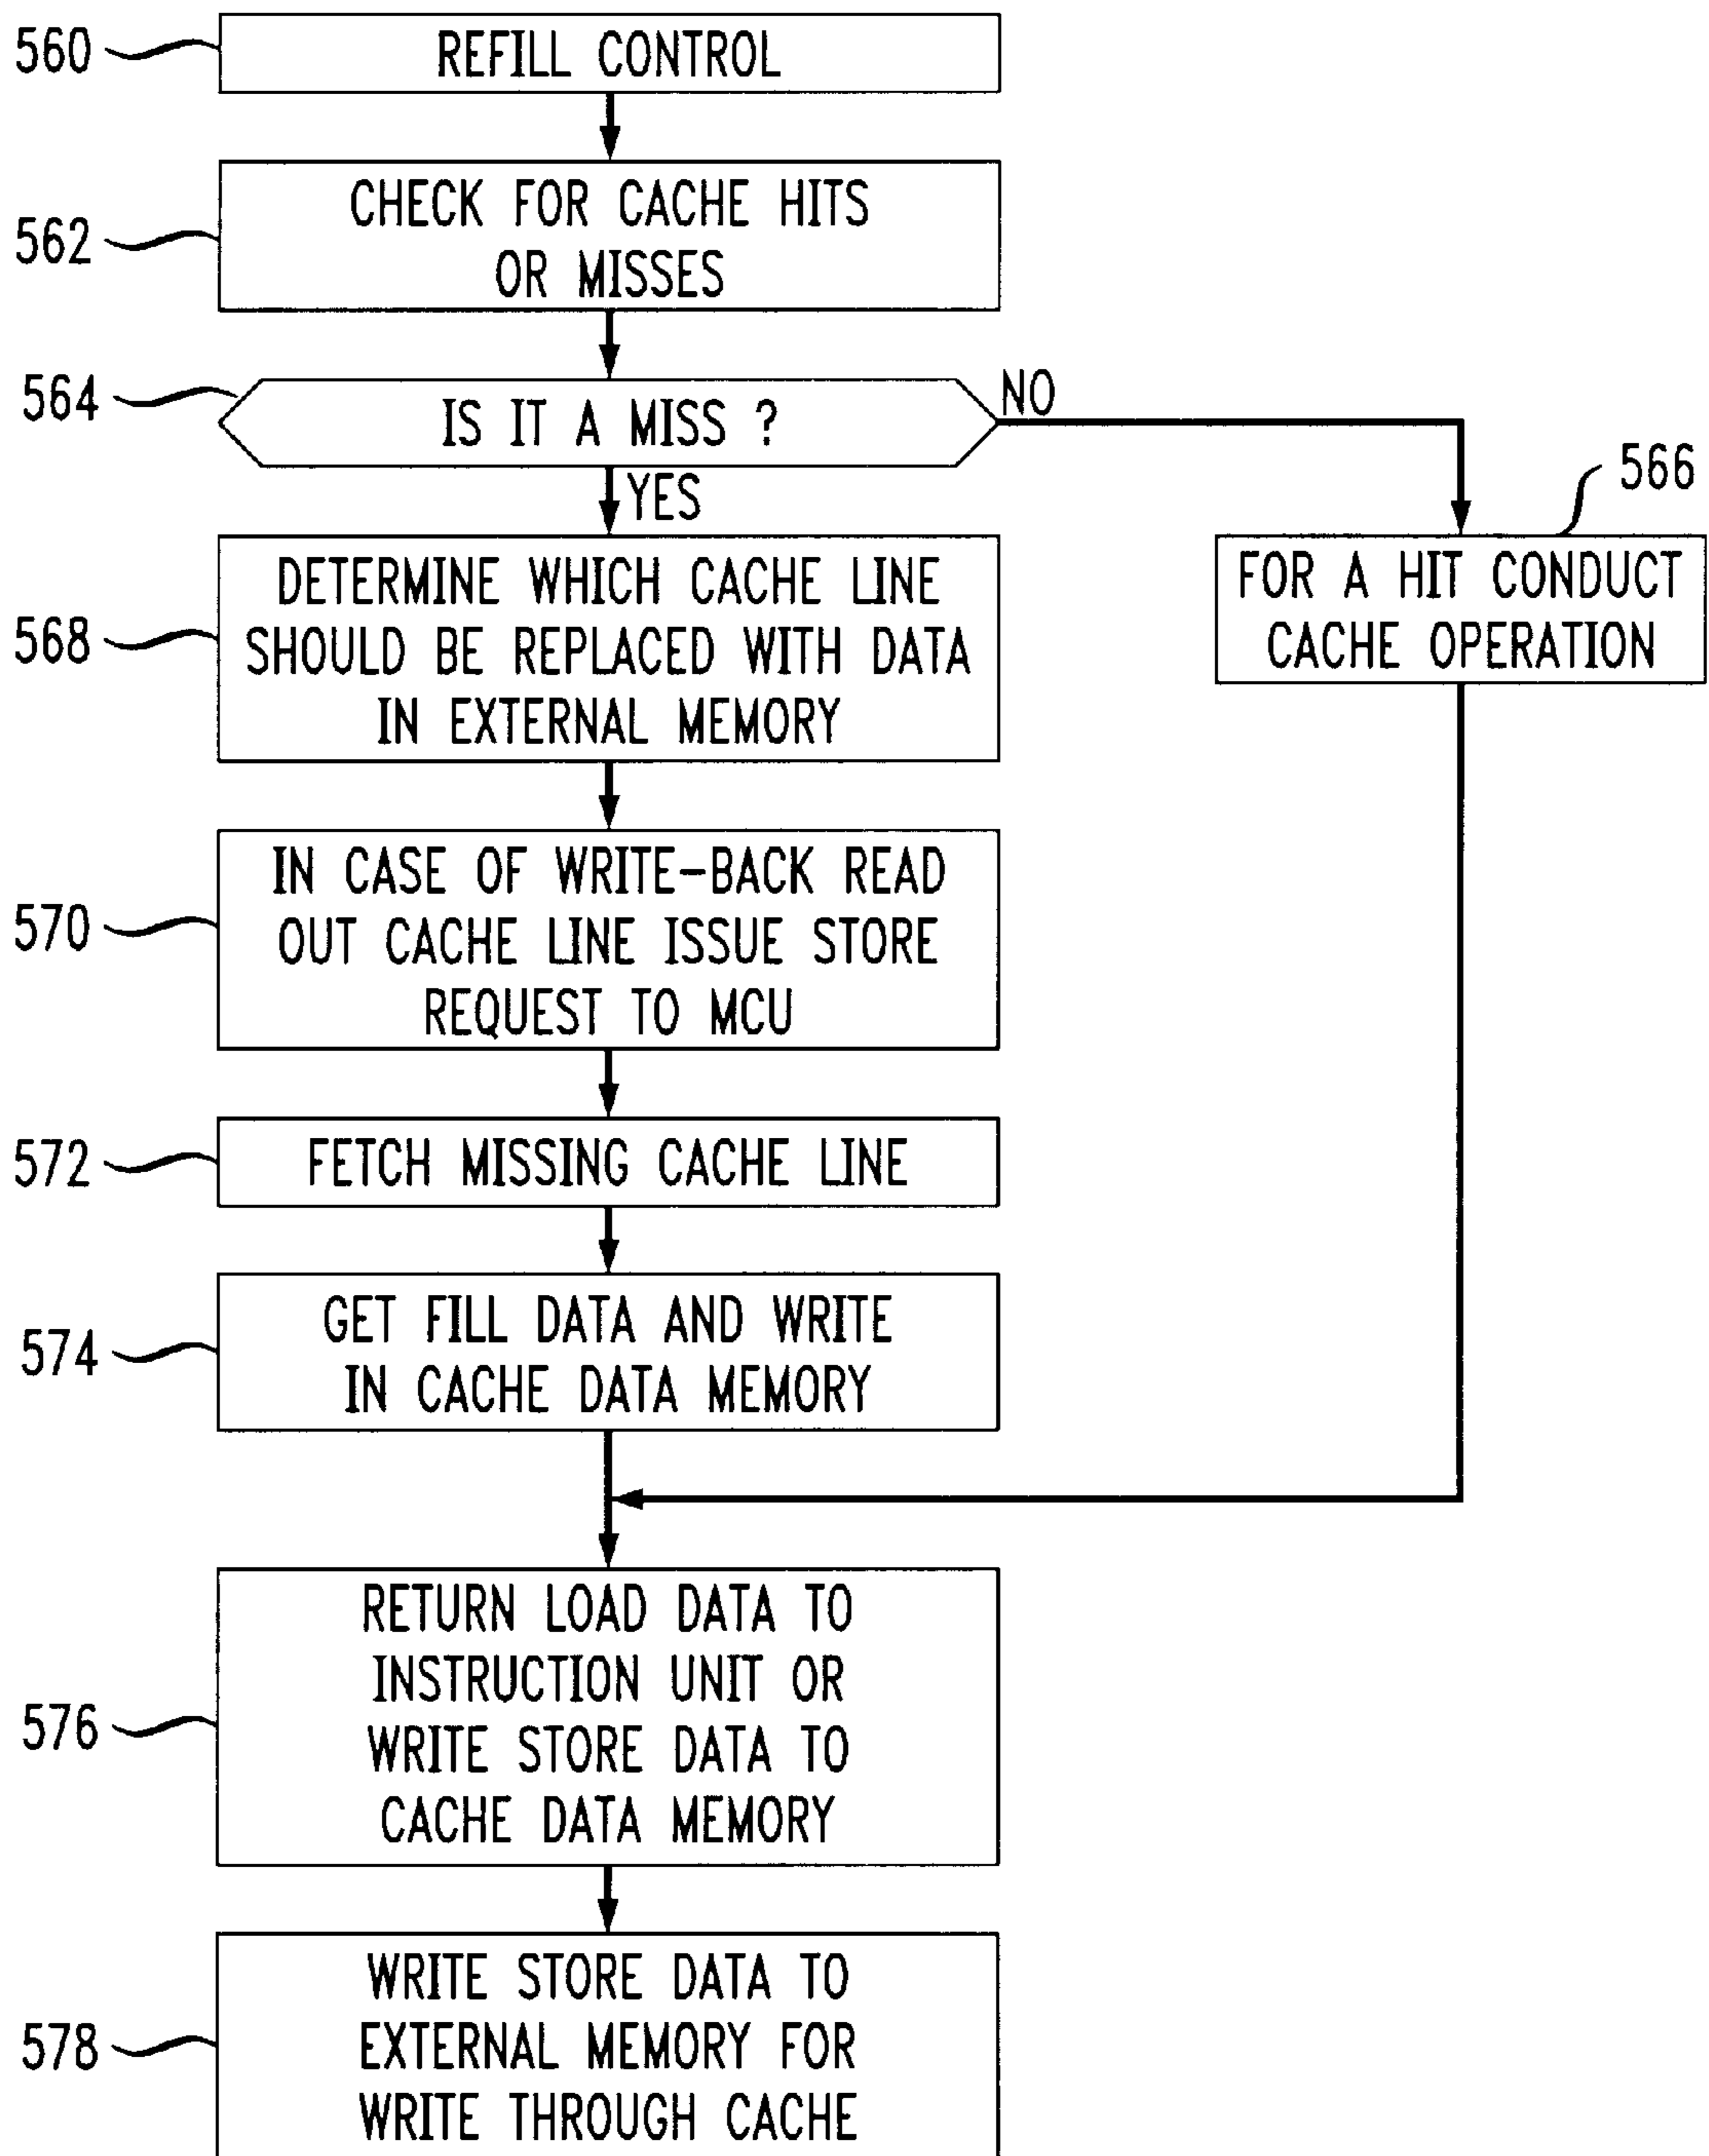 560
REFILL CONTROL
562
CHECK FOR CACHE HITS
OR MISSES
564
IS IT A MISS ?
NO
YES
566
FOR A HIT CONDUCT
CACHE OPERATION
568
DETERMINE WHICH CACHE LINE
SHOULD BE REPLACED WITH DATA
IN EXTERNAL MEMORY
570
IN CASE OF WRITE-BACK READ
OUT CACHE LINE ISSUE STORE
REQUEST TO MCU
572
FETCH MISSING CACHE LINE
574
GET FILL DATA AND WRITE
IN CACHE DATA MEMORY
576
RETURN LOAD DATA TO
INSTRUCTION UNIT OR
WRITE STORE DATA TO
CACHE DATA MEMORY
578
WRITE STORE DATA TO
EXTERNAL MEMORY FOR
WRITE THROUGH CACHE